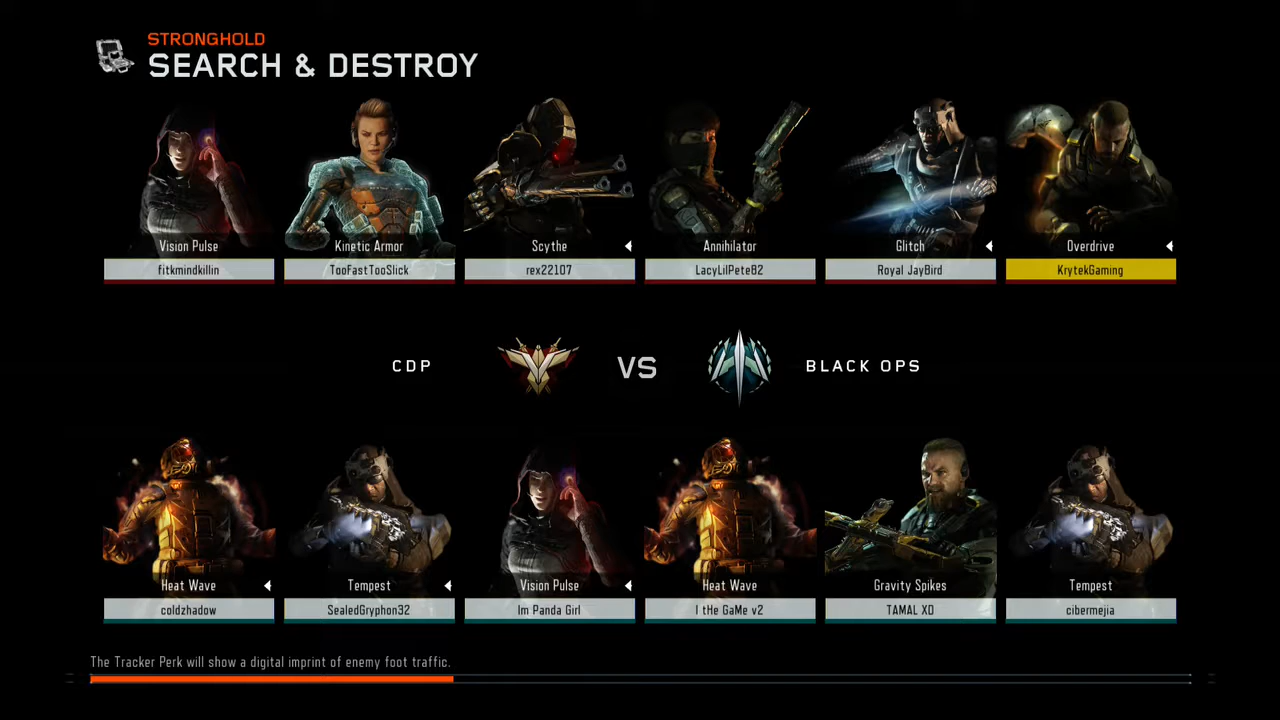 STRONGHOLD
SEARCH & DESTROY
Vision Pulse
Kinetic Armor
Scythe
Annihilator
Glitch
Overdrive
fitkmindkillin
TooFastTooSlick
rex22107
LacyLilPete82
Royal JayBird
KrytekGaming
CDP
VS
BLACK OPS
Heat Wave
Tempest
Vision Pulse
Heat Wave
Gravity Spikes
Tempest
coldzhadow
SealedGryphon32
Im Panda Girl
I tHe GaMe v2
TAMAL XD
cibermejia
The Tracker Perk will show a digital imprint of enemy foot traffic.